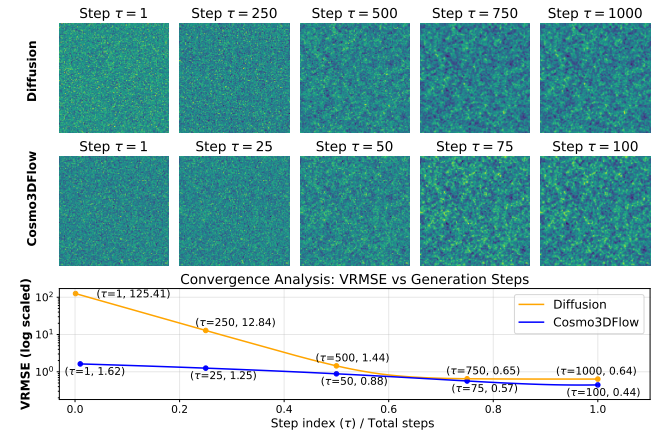 Step τ = 1 Step τ = 250 Step τ = 500 Step τ = 750 Step τ = 1000
Diffusion
Step τ = 1 Step τ = 25 Step τ = 50 Step τ = 75 Step τ = 100
Cosmo3DFlow
Convergence Analysis: VRMSE vs Generation Steps
VRMSE (log scaled)
10²
10¹
10⁰
(τ=1, 125.41)
(τ=250, 12.84)
(τ=500, 1.44)
(τ=750, 0.65)
(τ=1000, 0.64)
(τ=1, 1.62)
(τ=25, 1.25)
(τ=50, 0.88)
(τ=75, 0.57)
(τ=100, 0.44)
Diffusion
Cosmo3DFlow
0.0 0.2 0.4 0.6 0.8 1.0
Step index (τ) / Total steps